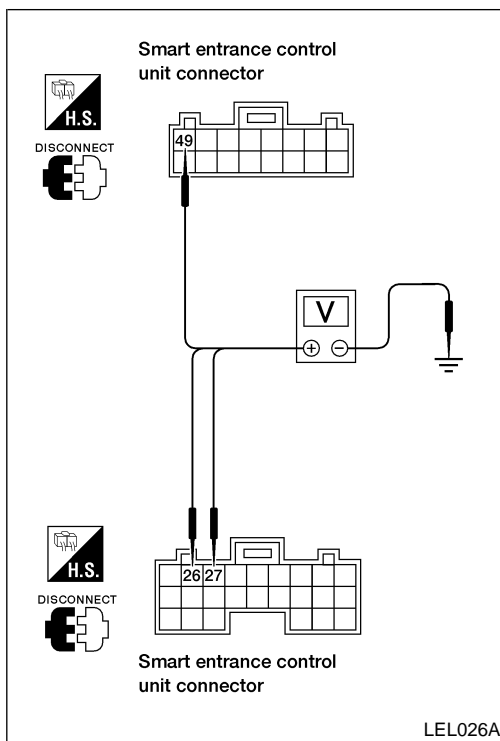 Smart entrance control
unit connector
H.S.
DISCONNECT
49
V
+ −
26 27
H.S.
DISCONNECT
Smart entrance control
unit connector
LEL026A